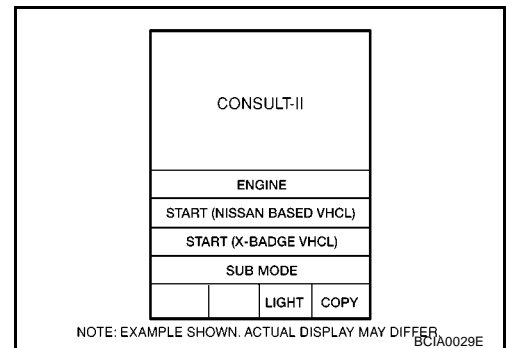 CONSULT-II
ENGINE
START (NISSAN BASED VHCL)
START (X-BADGE VHCL)
SUB MODE
LIGHT COPY
NOTE: EXAMPLE SHOWN. ACTUAL DISPLAY MAY DIFFER.
BCIA0029E